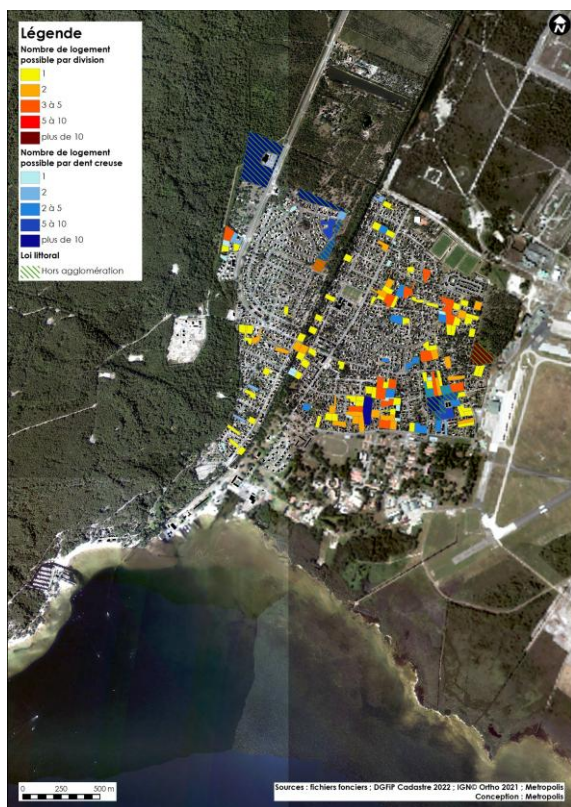 Légende
Nombre de logement
possible par division
1
2
3 à 5
5 à 10
plus de 10
Nombre de logement
possible par dent creuse
1
2
2 à 5
5 à 10
plus de 10
Loi littoral
Hors agglomération
N
0 250 500 m
Sources : fichiers fonciers ; DGFiP Cadastre 2022 ; IGN© Ortho 2021 ; Metropolis
Conception : Metropolis